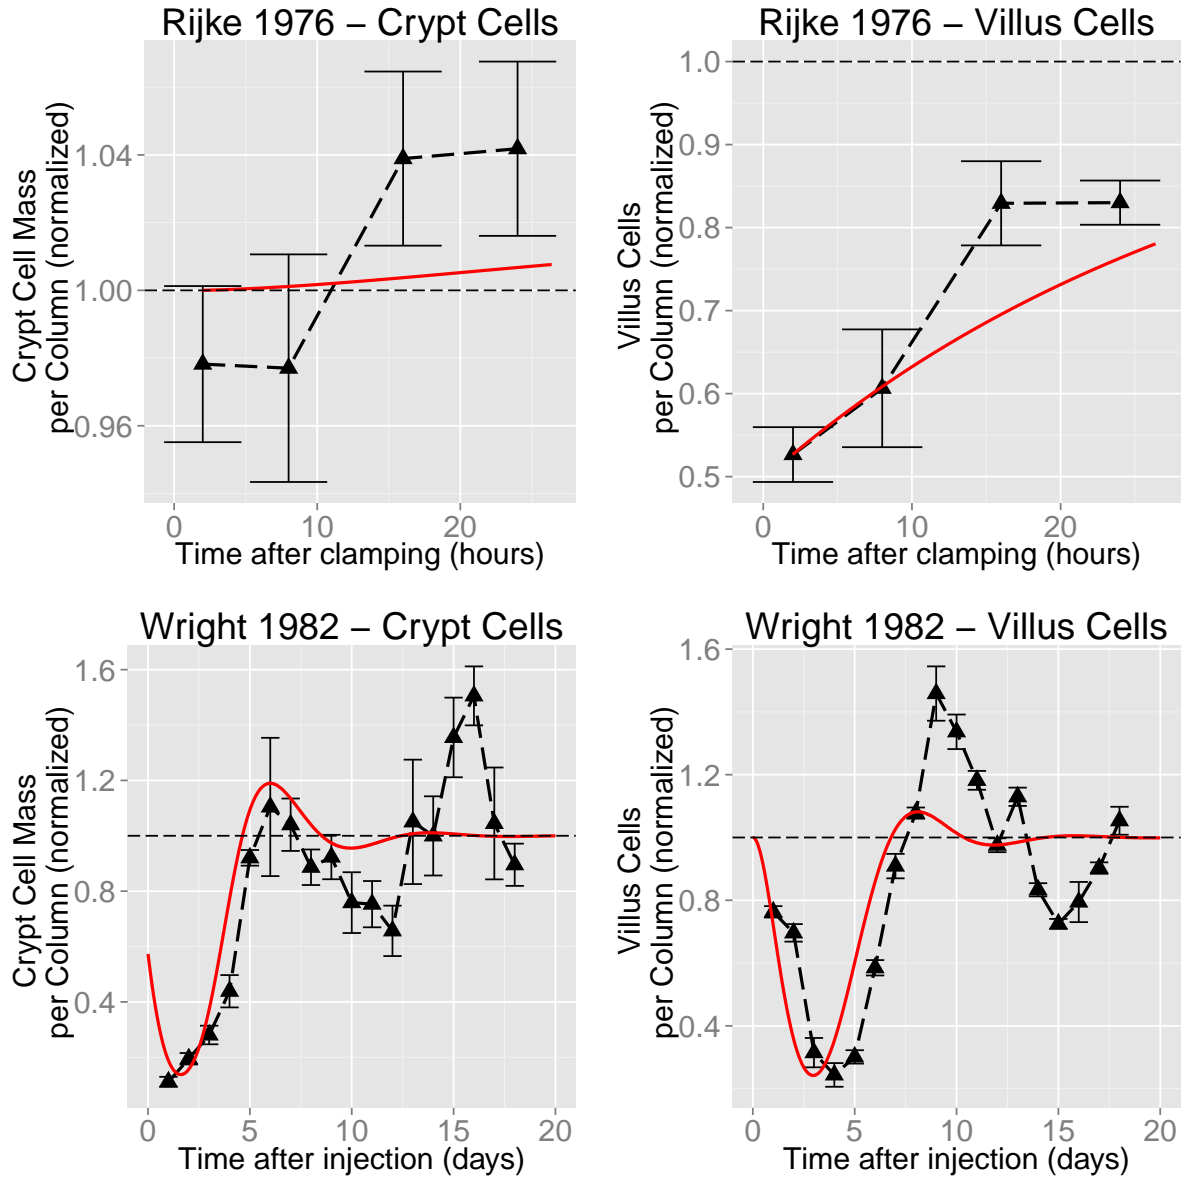 Rijke 1976 – Crypt Cells
Crypt Cell Mass
per Column (normalized)
1.04
1.00
0.96
0
10
20
Time after clamping (hours)
Rijke 1976 – Villus Cells
Villus Cells
per Column (normalized)
1.0
0.9
0.8
0.7
0.6
0.5
0
10
20
Time after clamping (hours)
Wright 1982 – Crypt Cells
Crypt Cell Mass
per Column (normalized)
1.6
1.2
0.8
0.4
0
5
10
15
20
Time after injection (days)
Wright 1982 – Villus Cells
Villus Cells
per Column (normalized)
1.6
1.2
0.8
0.4
0
5
10
15
20
Time after injection (days)